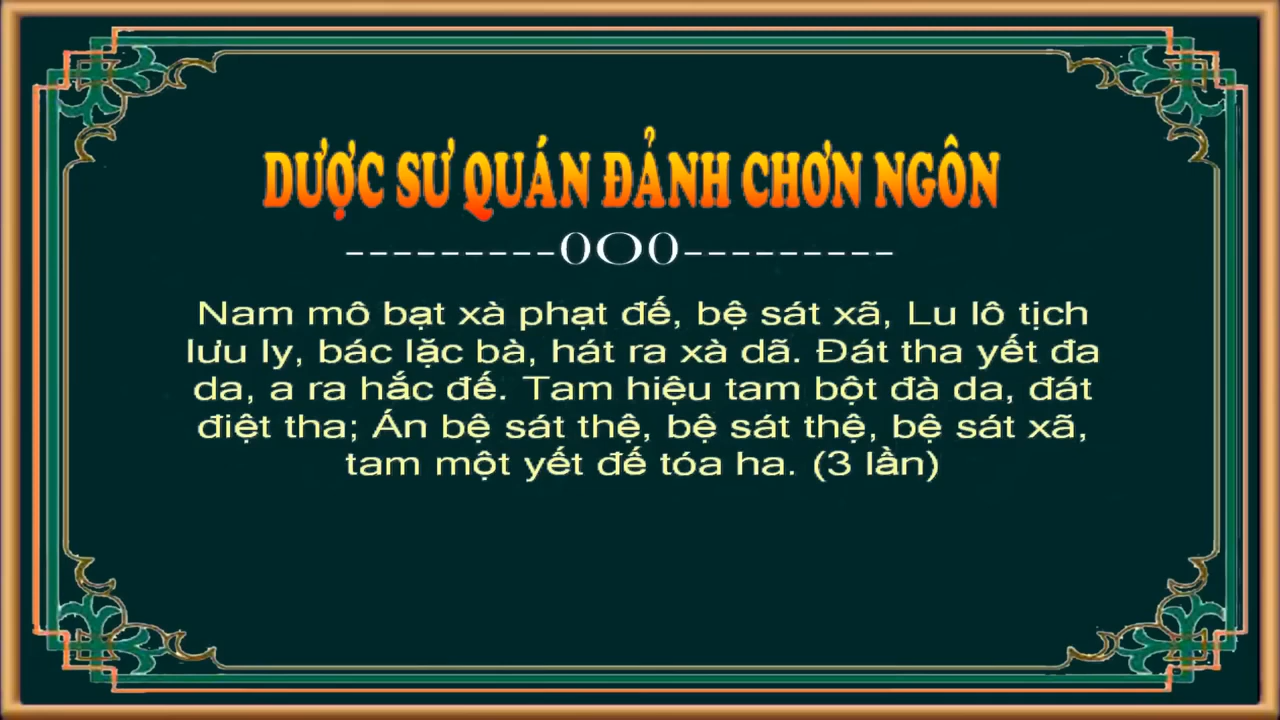 DƯỢC SƯ QUÁN ĐẢNH CHƠN NGÔN
---------0O0---------
Nam mô bạt xà phạt đế, bệ sát xã, Lu lô tịch
lưu ly, bác lặc bà, hát ra xà dã. Đát tha yết đa
da, a ra hắc đế. Tam hiệu tam bột đà da, đát
điệt tha; Án bệ sát thệ, bệ sát thệ, bệ sát xã,
tam một yết đế tóa ha. (3 lần)